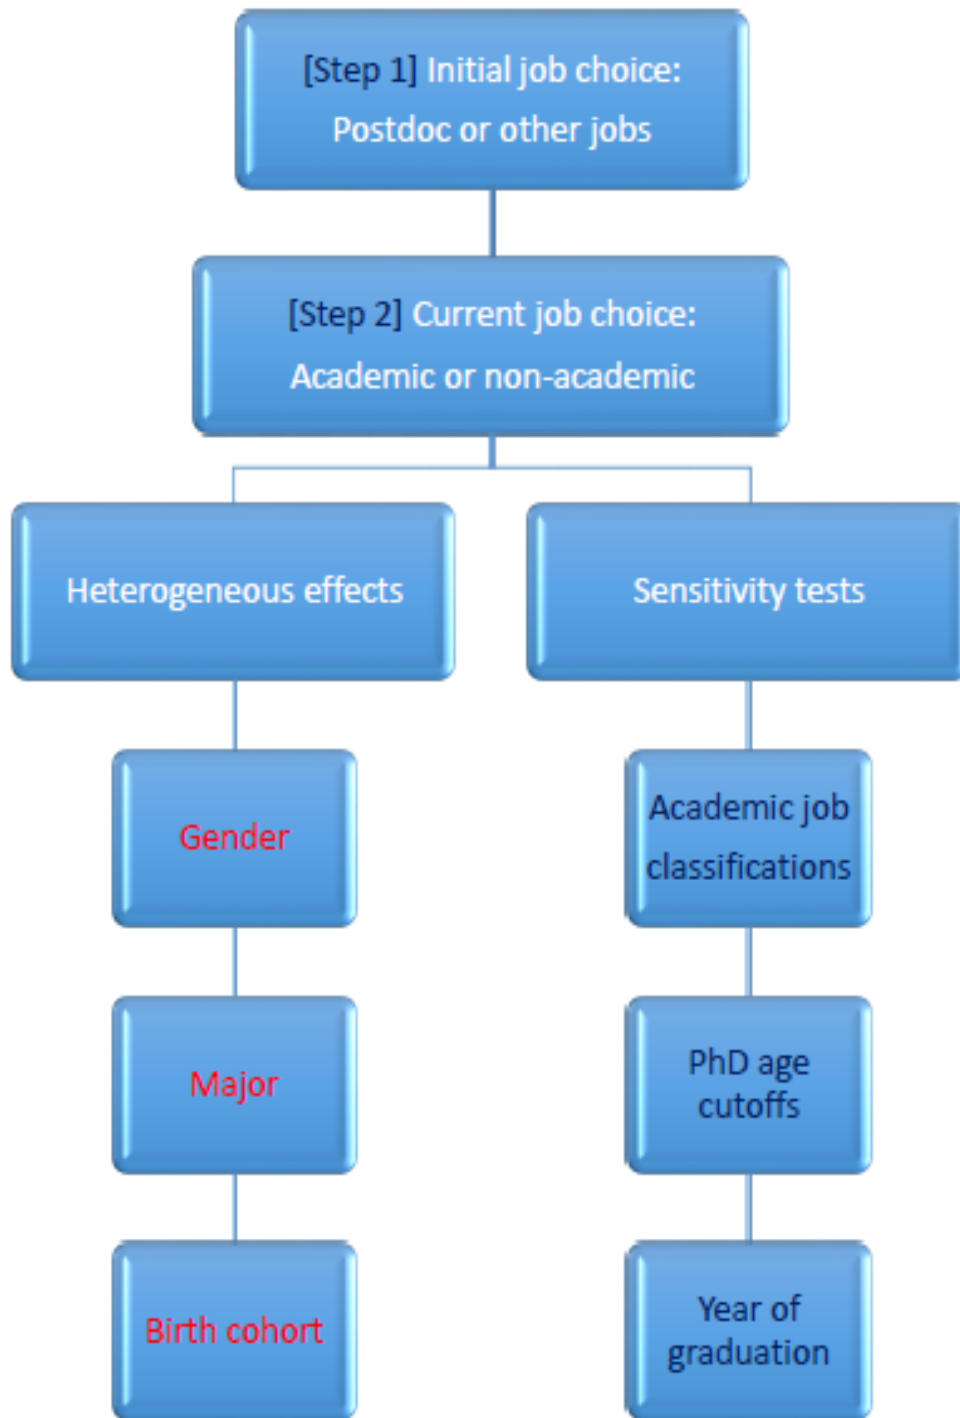 [Step 1] Initial job choice:
Postdoc or other jobs
[Step 2] Current job choice:
Academic or non-academic
Heterogeneous effects
Sensitivity tests
Gender
Academic job
classifications
Major
PhD age
cutoffs
Birth cohort
Year of
graduation